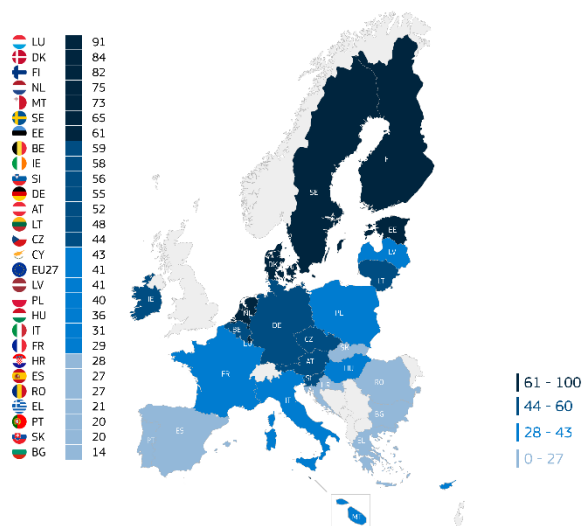 LU 91
DK 84
FI 82
NL 75
MT 73
SE 65
EE 61
BE 59
IE 58
SI 56
DE 55
AT 52
LT 48
CZ 44
CY 43
EU27 41
LV 41
PL 40
HU 36
IT 31
FR 29
HR 28
ES 27
RO 27
EL 21
PT 20
SK 20
BG 14
SE
EE
LV
DK
LT
IE
NL
PL
BE
DE
LU
CZ
AT
HU
FR
SI
RO
IT
BG
ES
PT
EL
MT
61 - 100
44 - 60
28 - 43
0 - 27